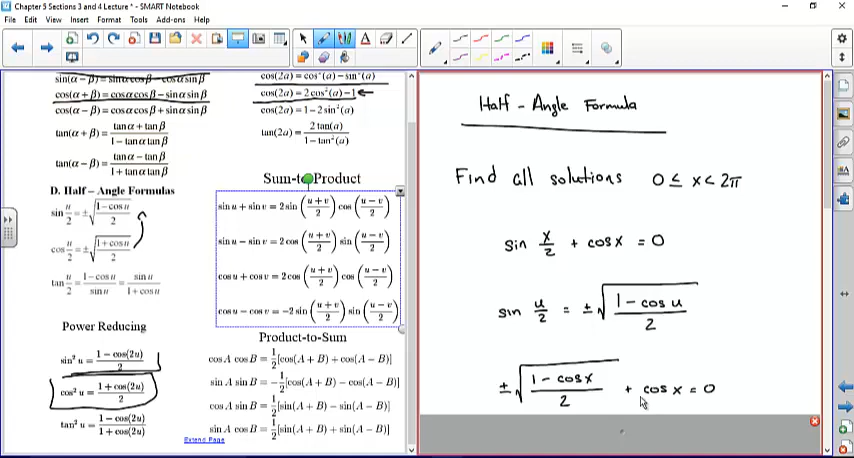 Chapter 5 Sections 3 and 4 Lecture * - SMART Notebook
File Edit View Insert Format Tools Add-ons Help
sin(α − β) = sinα cosβ − cosα sinβ
cos(α + β) = cosα cosβ − sinα sinβ
cos(α − β) = cosα cosβ + sinα sinβ
tan(α + β) = (tanα + tanβ)/(1 − tanα tanβ)
tan(α − β) = (tanα − tanβ)/(1 + tanα tanβ)
D. Half – Angle Formulas
sin u/2 = ±√((1 − cos u)/2)
cos u/2 = ±√((1 + cos u)/2)
tan u/2 = (1 − cos u)/(sin u) = (sin u)/(1 + cos u)
Power Reducing
sin² u = (1 − cos(2u))/2
cos² u = (1 + cos(2u))/2
tan² u = (1 − cos(2u))/(1 + cos(2u))
cos(2a) = cos²(a) − sin²(a)
cos(2a) = 2 cos²(a) − 1
cos(2a) = 1 − 2 sin²(a)
tan(2a) = 2 tan(a)/(1 − tan²(a))
Sum-to-Product
sin u + sin v = 2 sin ((u + v)/2) cos ((u − v)/2)
sin u − sin v = 2 cos ((u + v)/2) sin ((u − v)/2)
cos u + cos v = 2 cos ((u + v)/2) cos ((u − v)/2)
cos u − cos v = −2 sin ((u + v)/2) sin ((u − v)/2)
Product-to-Sum
cos A cos B = 1/2[cos(A + B) + cos(A − B)]
sin A sin B = −1/2[cos(A + B) − cos(A − B)]
cos A sin B = 1/2[sin(A + B) − sin(A − B)]
sin A cos B = 1/2[sin(A + B) + sin(A − B)]
Extend Page
Half - Angle Formula
Find all solutions 0 ≤ x < 2π
sin x/2 + cos x = 0
sin u/2 = ±√((1 - cos u)/2)
±√((1 - cos x)/2) + cos x = 0